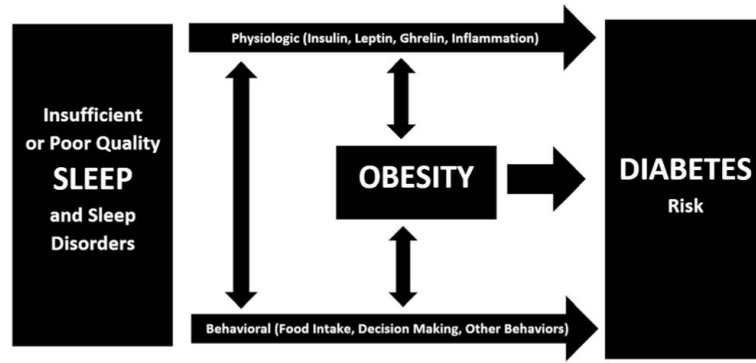 Physiologic (Insulin, Leptin, Ghrelin, Inflammation)
Insufficient
or Poor Quality
SLEEP
and Sleep
Disorders
OBESITY
DIABETES
Risk
Behavioral (Food Intake, Decision Making, Other Behaviors)